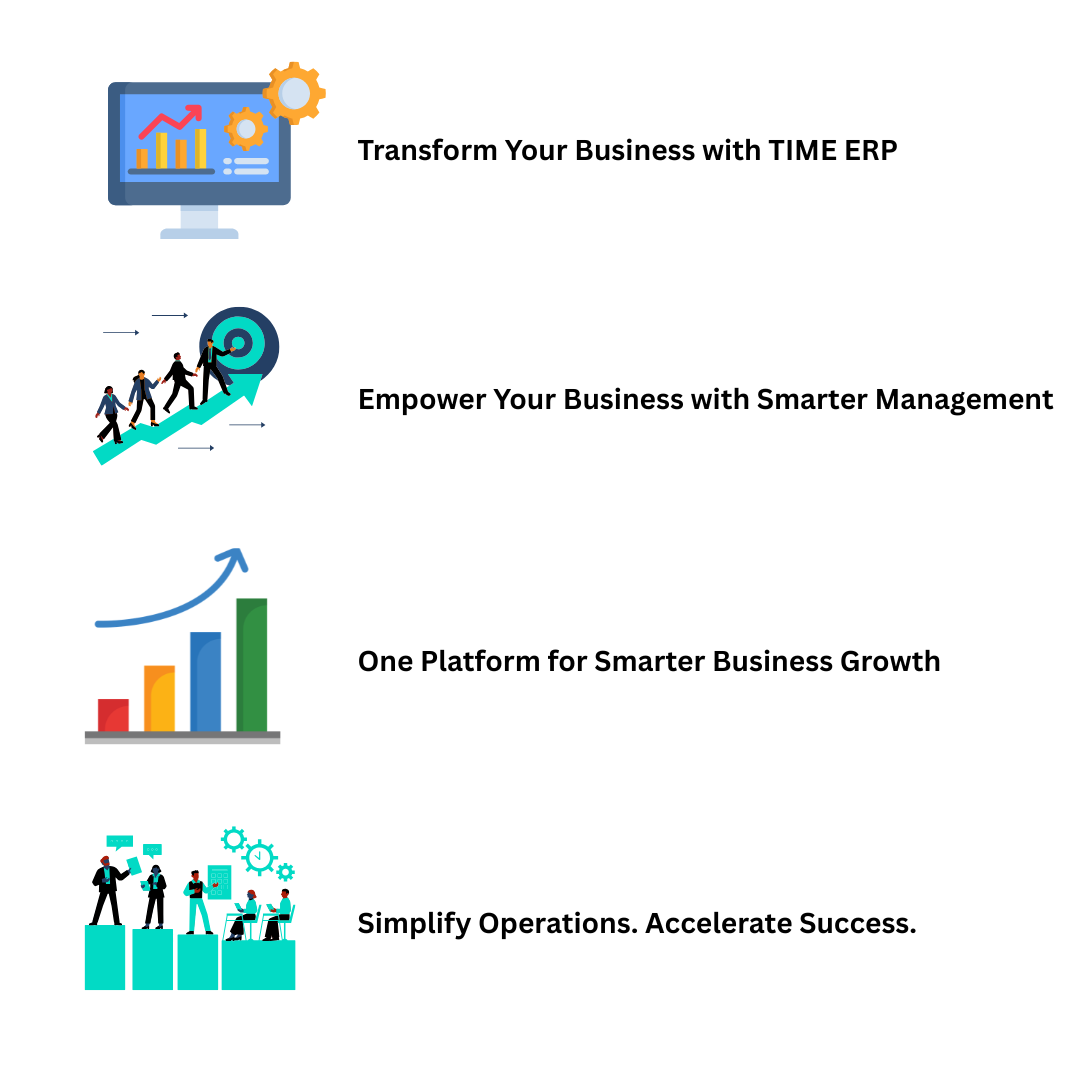 Transform Your Business with TIME ERP
Empower Your Business with Smarter Management
One Platform for Smarter Business Growth
Simplify Operations. Accelerate Success.